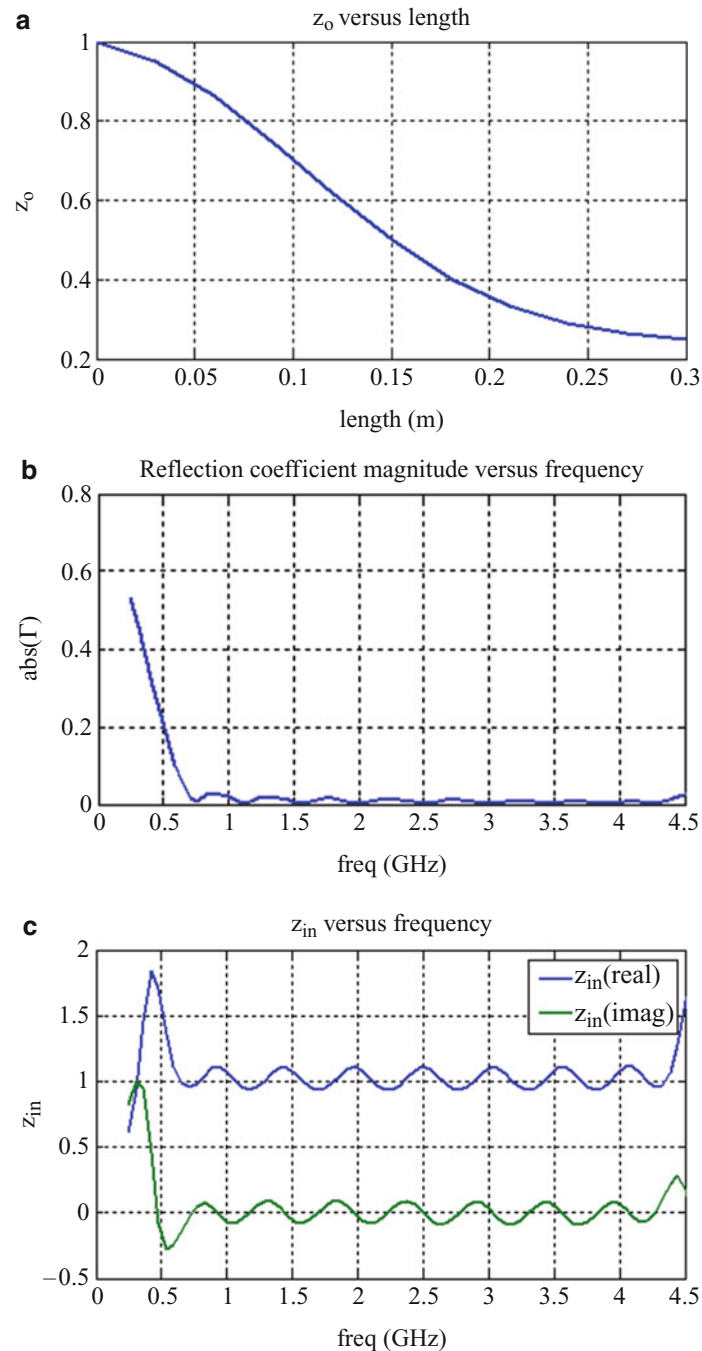 a
zₒ versus length
1
0.8
0.6
0.4
0.2
zₒ
0 0.05 0.1 0.15 0.2 0.25 0.3
length (m)
b
Reflection coefficient magnitude versus frequency
0.8
0.6
0.4
0.2
0
abs(Γ)
0 0.5 1 1.5 2 2.5 3 3.5 4 4.5
freq (GHz)
c
zᵢₙ versus frequency
2
1.5
1
0.5
0
−0.5
zᵢₙ
zᵢₙ(real)
zᵢₙ(imag)
0 0.5 1 1.5 2 2.5 3 3.5 4 4.5
freq (GHz)